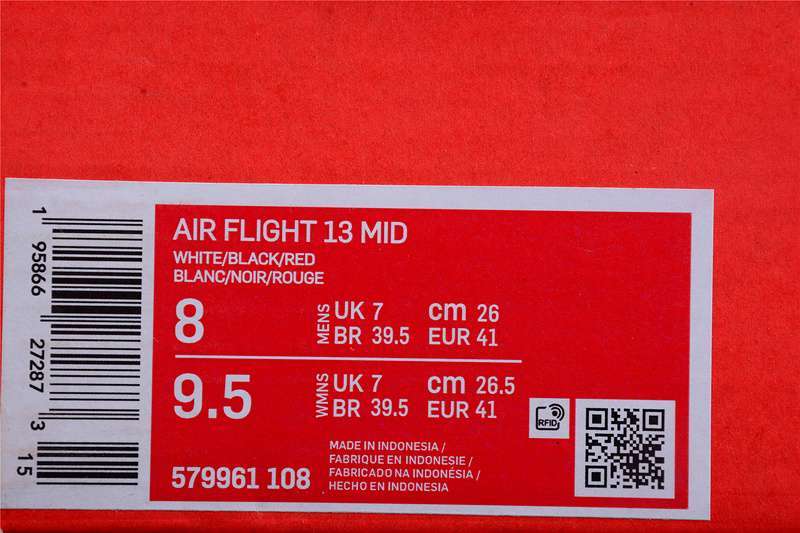 AIR FLIGHT 13 MID
WHITE/BLACK/RED
BLANC/NOIR/ROUGE
8
MENS
UK 7 cm 26
BR 39.5 EUR 41
9.5
WMNS
UK 7 cm 26.5
BR 39.5 EUR 41
RFID
MADE IN INDONESIA /
FABRIQUE EN INDONESIE /
FABRICADO NA INDONÉSIA /
HECHO EN INDONESIA
579961 108
1 95866 27287 3 15